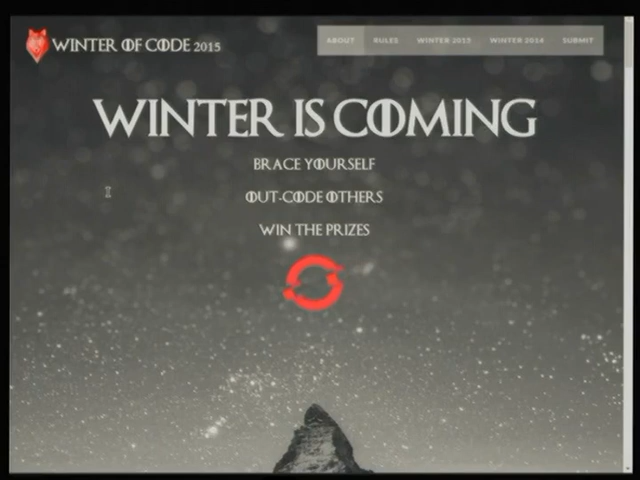 WINTER OF CODE 2015
ABOUT RULES WINTER 2015 WINTER 2014 SUBMIT
WINTER IS COMING
BRACE YOURSELF
OUT-CODE OTHERS
WIN THE PRIZES